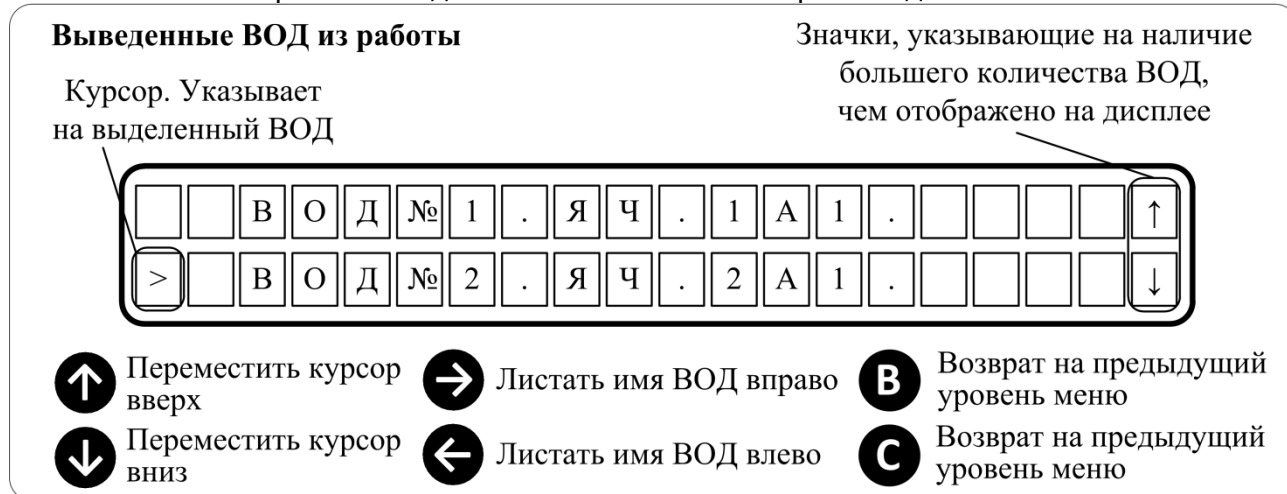 Выведенные ВОД из работы
Значки, указывающие на наличие
большего количества ВОД,
чем отображено на дисплее
Курсор. Указывает
на выделенный ВОД
ВОД№1.ЯЧ.1А1. ↑
> ВОД№2.ЯЧ.2А1. ↓
↑ Переместить курсор
вверх
→ Листать имя ВОД вправо
B Возврат на предыдущий
уровень меню
↓ Переместить курсор
вниз
← Листать имя ВОД влево
C Возврат на предыдущий
уровень меню